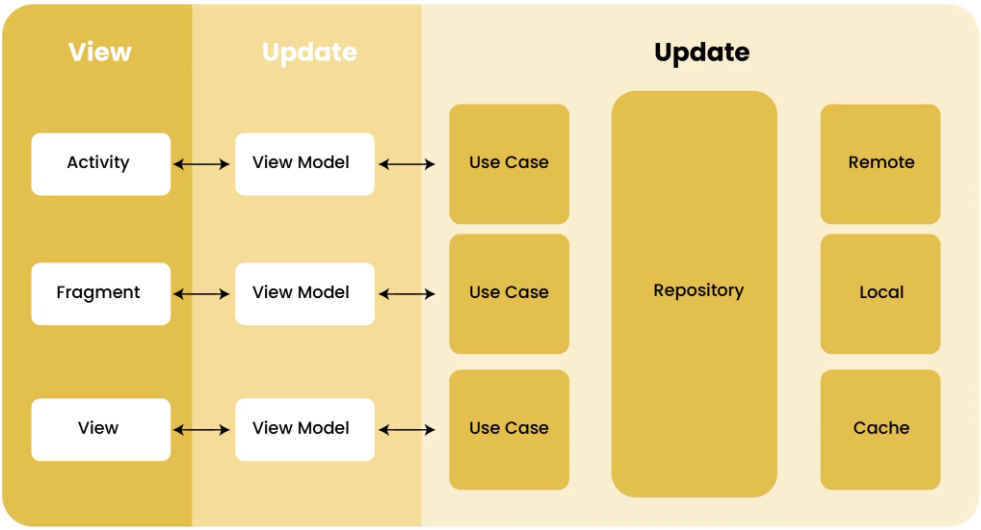 View
Update
Update
Activity
View Model
Use Case
Remote
Fragment
View Model
Use Case
Repository
Local
View
View Model
Use Case
Cache